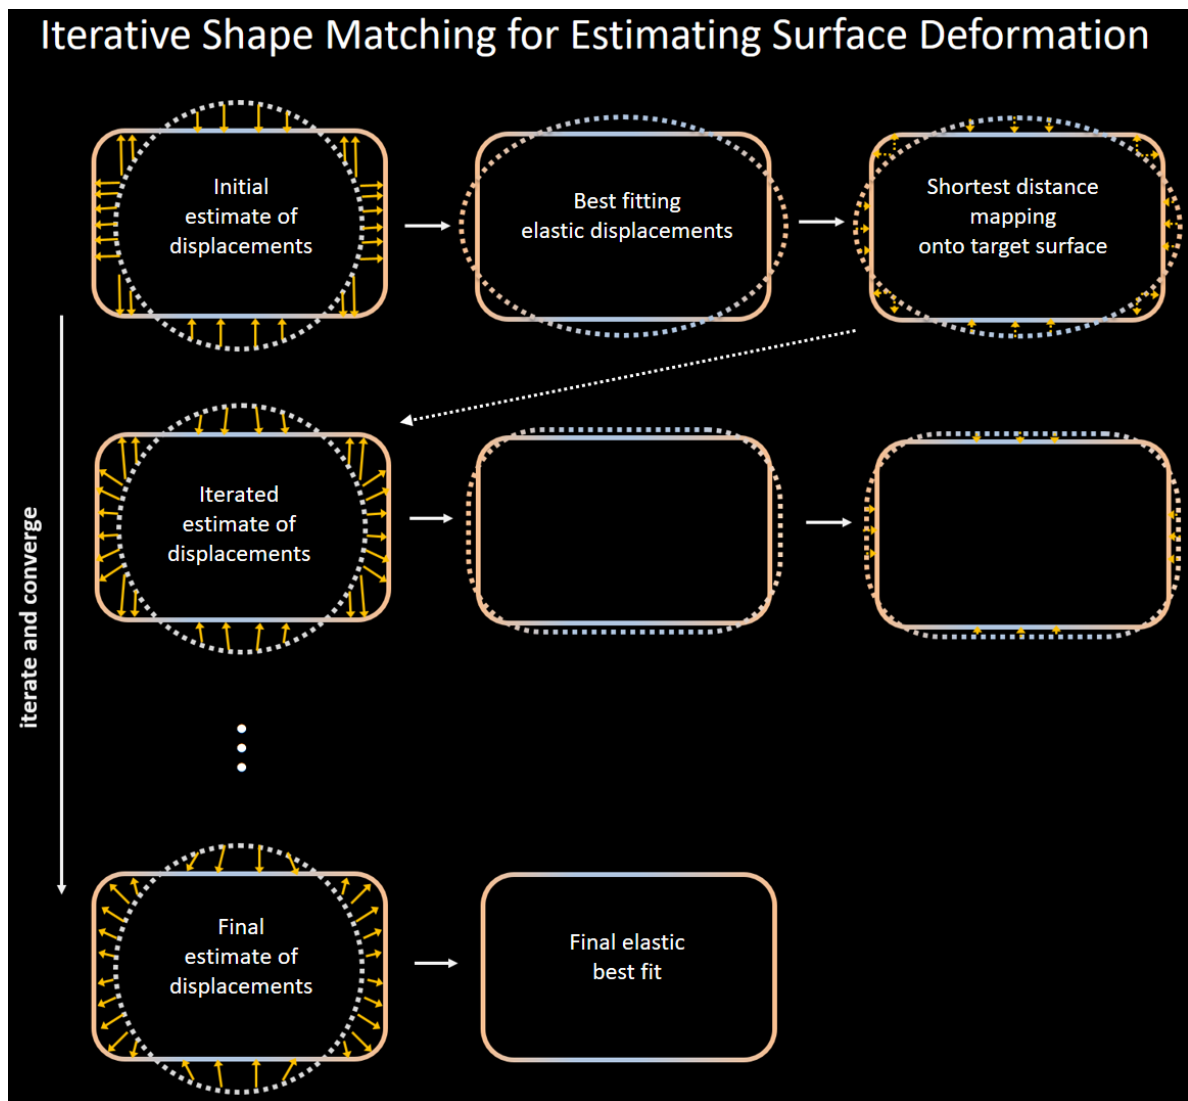 Iterative Shape Matching for Estimating Surface Deformation
Initial
estimate of
displacements
Best fitting
elastic displacements
Shortest distance
mapping
onto target surface
iterate and converge
Iterated
estimate of
displacements
Final
estimate of
displacements
Final elastic
best fit